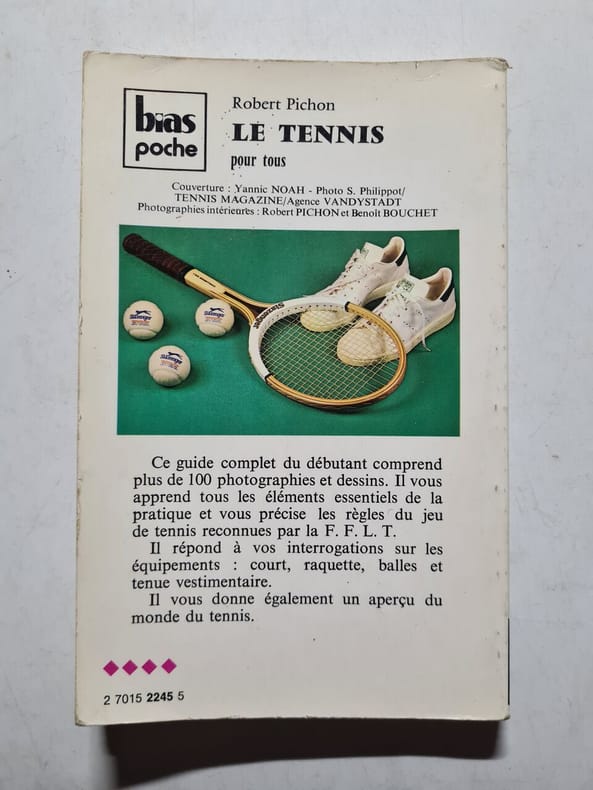 bias
poche
Robert Pichon
LE TENNIS
pour tous
Couverture : Yannic NOAH - Photo S. Philippot/
TENNIS MAGAZINE/Agence VANDYSTADT
Photographies intérieures : Robert PICHON et Benoît BOUCHET
Slazenger
Slazenger
Slazenger
Ce guide complet du débutant comprend
plus de 100 photographies et dessins. Il vous
apprend tous les éléments essentiels de la
pratique et vous précise les règles du jeu
de tennis reconnues par la F. F. L. T.
Il répond à vos interrogations sur les
équipements : court, raquette, balles et
tenue vestimentaire.
Il vous donne également un aperçu du
monde du tennis.
2 7015 2245 5